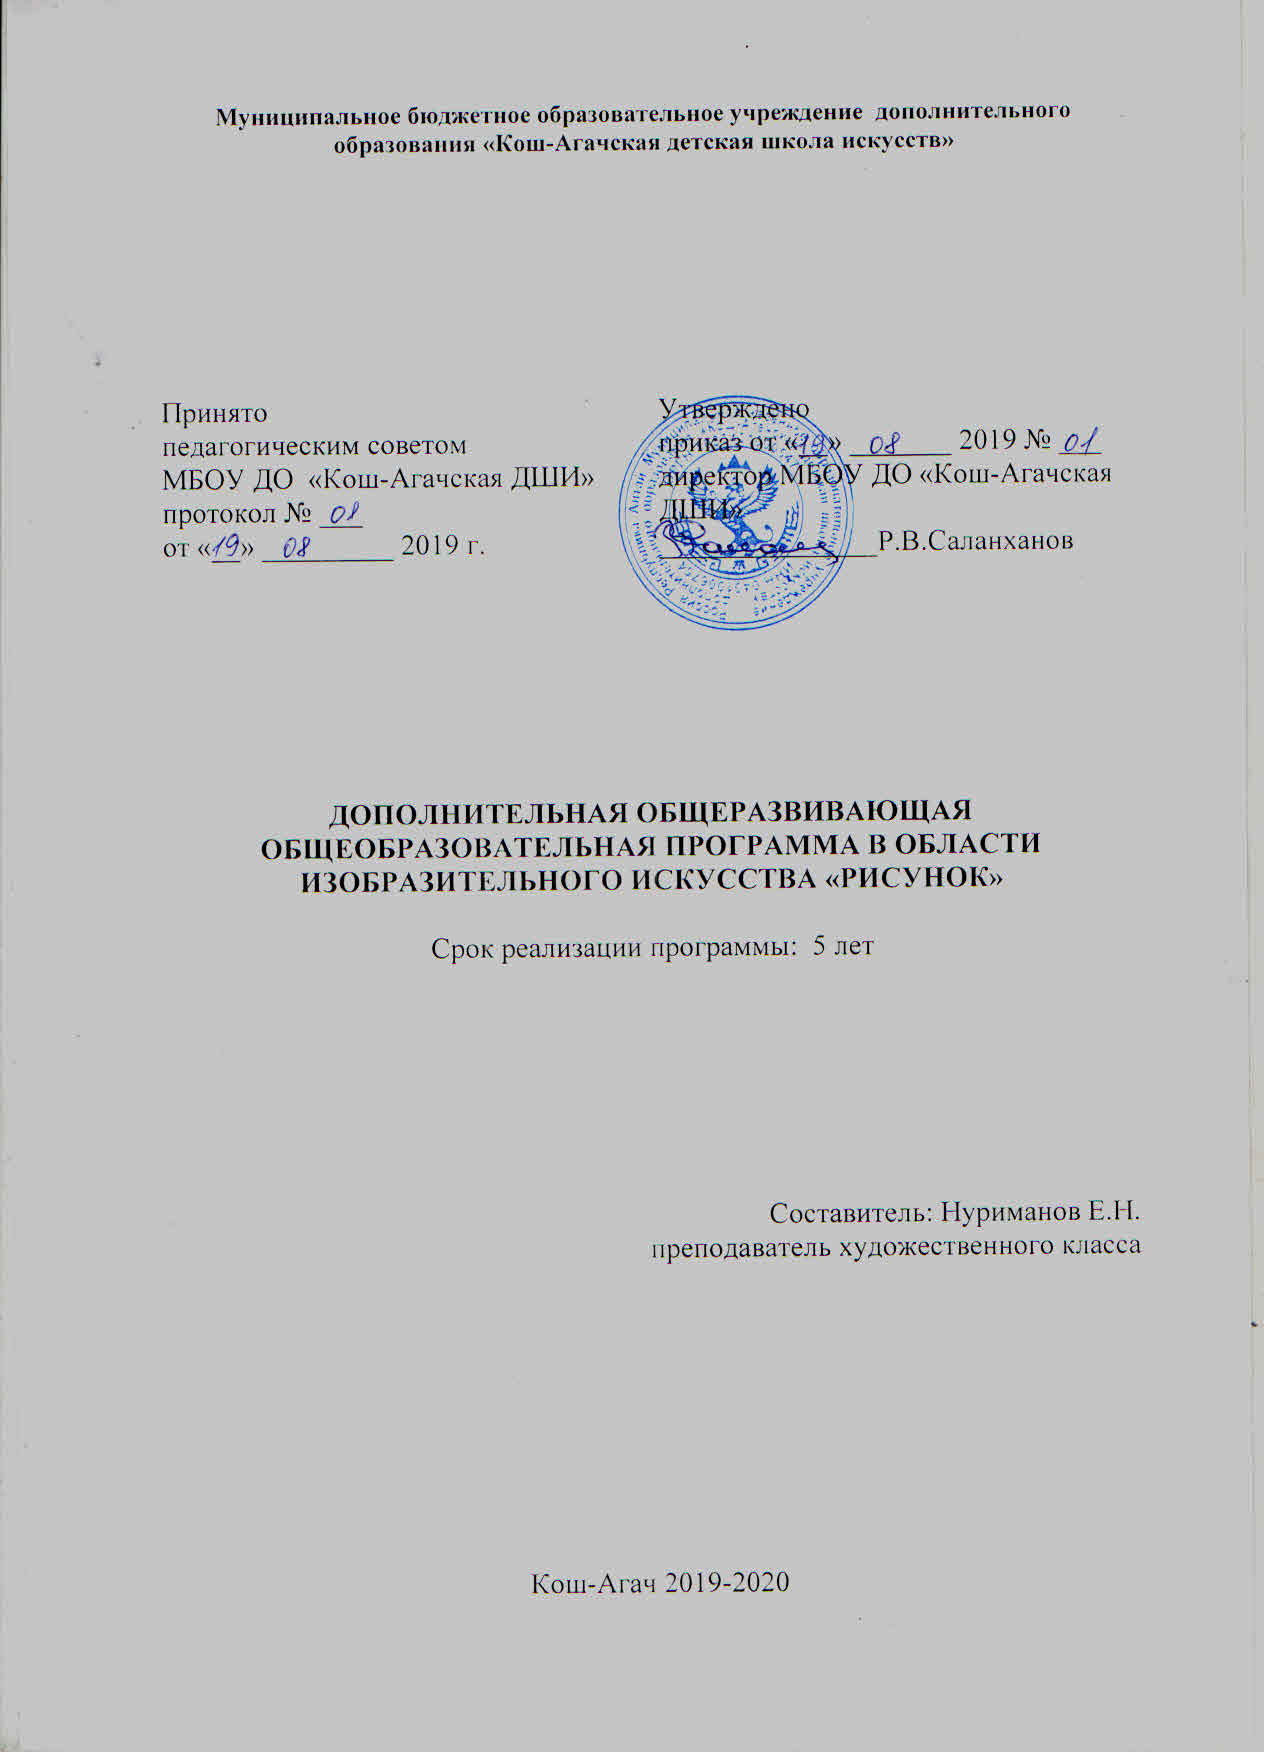 Муниципальное бюджетное образовательное учреждение дополнительного
образования «Кош-Агачская детская школа искусств»
Принято
педагогическим советом
МБОУ ДО «Кош-Агачская ДШИ»
протокол № 08
от «19» 08 2019 г.
Утверждено
приказ от «19» 08 2019 № 01
директор МБОУ ДО «Кош-Агачская
ДШИ»
Р.В.Саланханов
ДОПОЛНИТЕЛЬНАЯ ОБЩЕРАЗВИВАЮЩАЯ
ОБЩЕОБРАЗОВАТЕЛЬНАЯ ПРОГРАММА В ОБЛАСТИ
ИЗОБРАЗИТЕЛЬНОГО ИСКУССТВА «РИСУНОК»
Срок реализации программы: 5 лет
Составитель: Нуриманов Е.Н.
преподаватель художественного класса
Кош-Агач 2019-2020